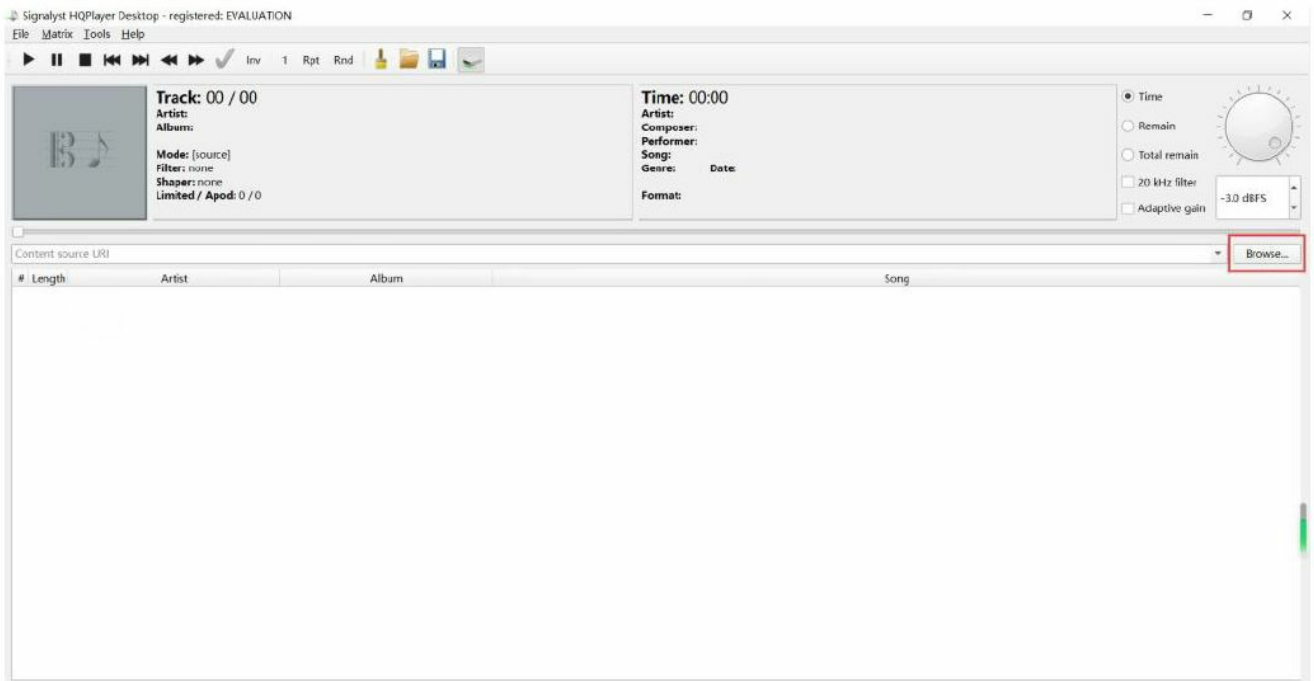 Signalyst HQPlayer Desktop - registered: EVALUATION
File Matrix Tools Help
Inv 1 Rpt Rnd
Track: 00 / 00
Artist:
Album:
Mode: [source]
Filter: none
Shaper: none
Limited / Apod: 0 / 0
Time: 00:00
Artist:
Composer:
Performer:
Song:
Genre: Date:
Format:
Time
Remain
Total remain
20 kHz filter
Adaptive gain
-3.0 dBFS
Content source URI
Browse...
# Length Artist Album Song